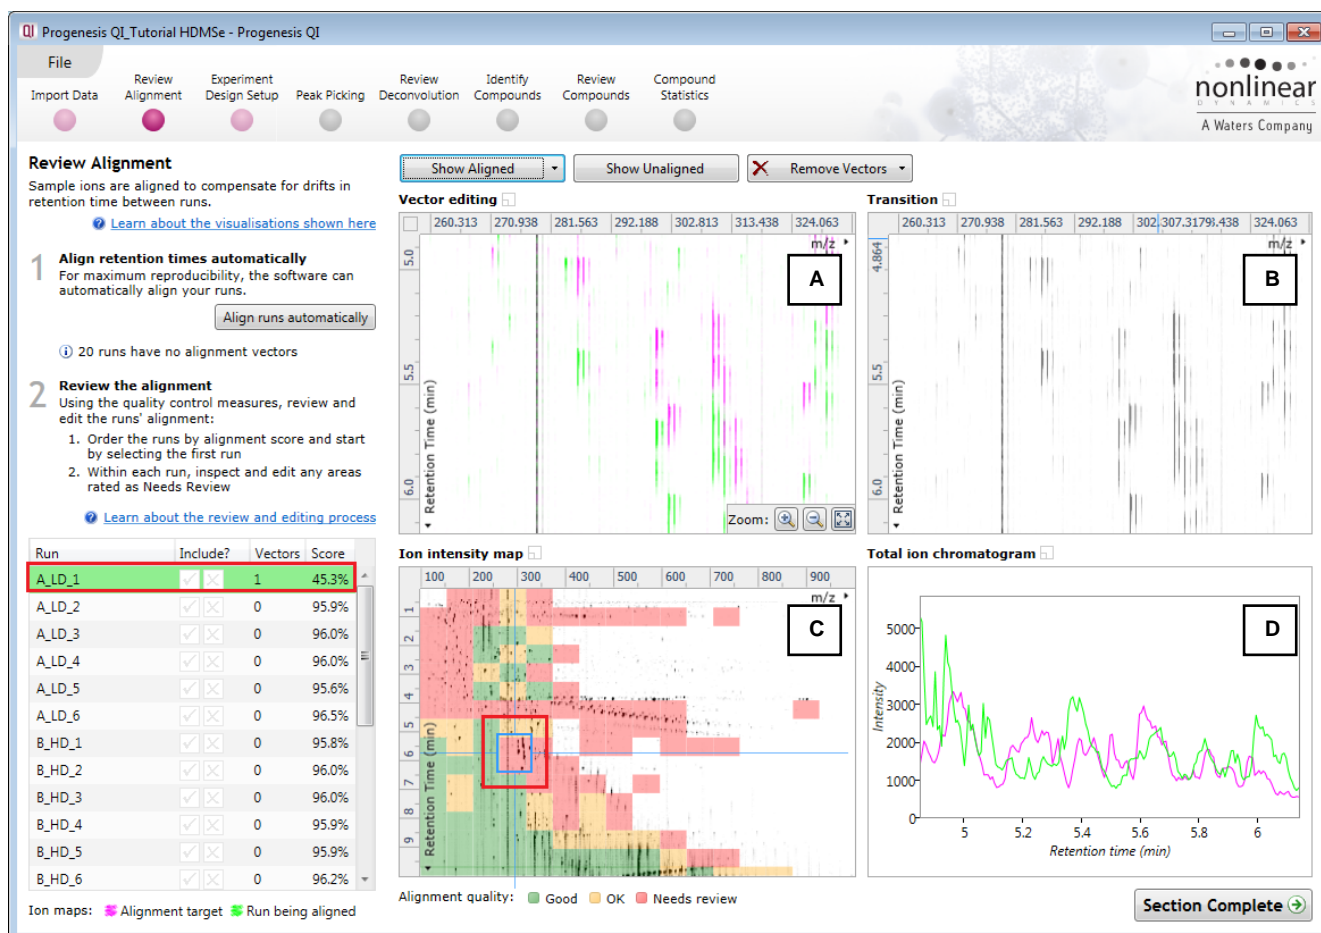 Progenesis QI_Tutorial HDMSe - Progenesis QI
File
Import Data
Review Alignment
Experiment Design Setup
Peak Picking
Review Deconvolution
Identify Compounds
Review Compounds
Compound Statistics
nonlinear
DYNAMICS
A Waters Company
Review Alignment
Sample ions are aligned to compensate for drifts in
retention time between runs.
Learn about the visualisations shown here
1 Align retention times automatically
For maximum reproducibility, the software can
automatically align your runs.
Align runs automatically
20 runs have no alignment vectors
2 Review the alignment
Using the quality control measures, review and
edit the runs' alignment:
1. Order the runs by alignment score and start
by selecting the first run
2. Within each run, inspect and edit any areas
rated as Needs Review
Learn about the review and editing process
Run Include? Vectors Score
A_LD_1 1 45.3%
A_LD_2 0 95.9%
A_LD_3 0 96.0%
A_LD_4 0 96.0%
A_LD_5 0 95.6%
A_LD_6 0 96.5%
B_HD_1 0 95.8%
B_HD_2 0 96.0%
B_HD_3 0 96.0%
B_HD_4 0 95.9%
B_HD_5 0 95.9%
B_HD_6 0 96.2%
Ion maps: Alignment target Run being aligned
Show Aligned Show Unaligned Remove Vectors
Vector editing
260.313 270.938 281.563 292.188 302.813 313.438 324.063
m/z
A
5.0
5.5
6.0
Retention Time (min)
Zoom:
Transition
260.313 270.938 281.563 292.188 302.307.3179.438 324.063
m/z
B
4.864
5.5
6.0
Retention Time (min)
Ion intensity map
100 200 300 400 500 600 700 800 900
m/z
C
1
2
3
4
5
6
7
8
9
Retention Time (min)
Alignment quality: Good OK Needs review
Total ion chromatogram
D
5000
4000
3000
2000
1000
0
Intensity
5 5.2 5.4 5.6 5.8 6
Retention time (min)
Section Complete